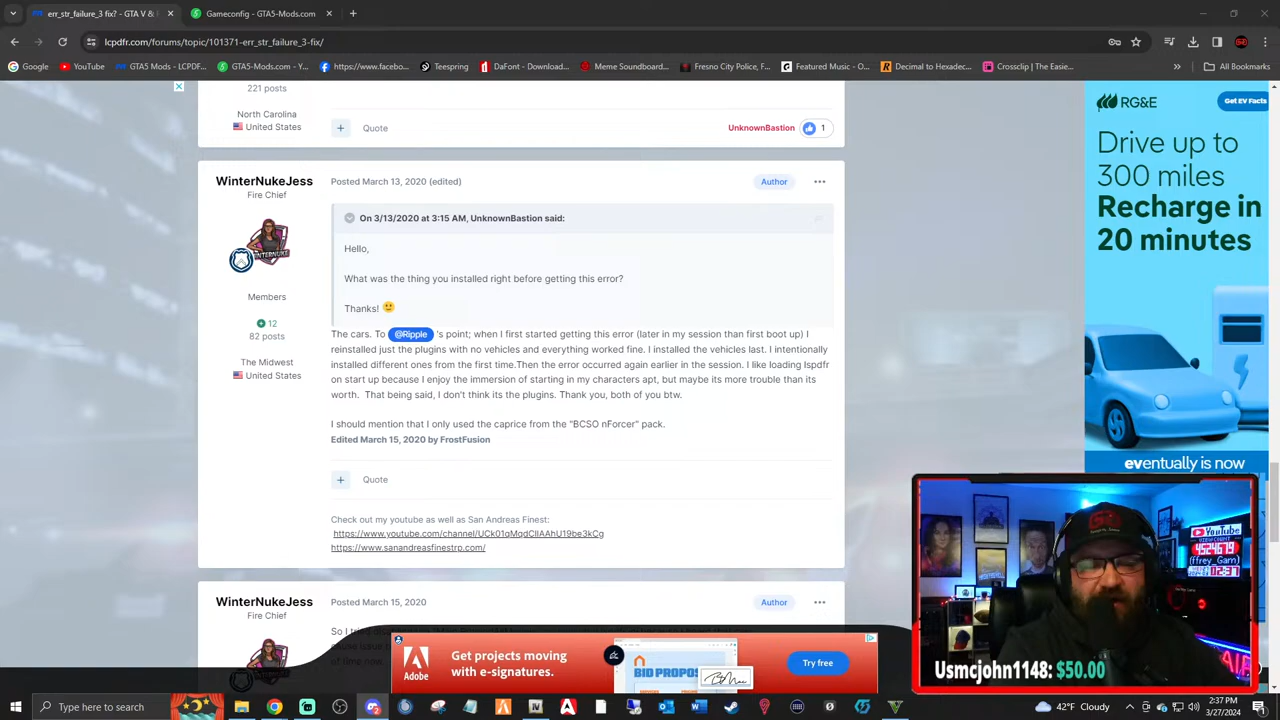 err_str_failure_3 fix? - GTA V &
Gameconfig - GTA5-Mods.com
lcpdfr.com/forums/topic/101371-err_str_failure_3-fix/
Google
YouTube
GTA5 Mods - LCPDF...
GTA5-Mods.com - Y...
https://www.facebo...
Teespring
DaFont - Download...
Meme Soundboard...
Fresno City Police, F...
Featured Music - O...
Decimal to Hexadec...
Crossclip | The Easie...
All Bookmarks
221 posts
North Carolina
United States
Quote
UnknownBastion
1
WinterNukeJess
Fire Chief
WINTERNUKE
Members
12
82 posts
The Midwest
United States
Posted March 13, 2020 (edited)
Author
On 3/13/2020 at 3:15 AM, UnknownBastion said:
Hello,
What was the thing you installed right before getting this error?
Thanks!
The cars. To @Ripple 's point; when I first started getting this error (later in my session than first boot up) I
reinstalled just the plugins with no vehicles and everything worked fine. I installed the vehicles last. I intentionally
installed different ones from the first time.Then the error occurred again earlier in the session. I like loading lspdfr
on start up because I enjoy the immersion of starting in my characters apt, but maybe its more trouble than its
worth. That being said, I don't think its the plugins. Thank you, both of you btw.
I should mention that I only used the caprice from the "BCSO nForcer" pack.
Edited March 15, 2020 by FrostFusion
Quote
Check out my youtube as well as San Andreas Finest:
https://www.sanandreasfinestrp.com/
WinterNukeJess
Fire Chief
Posted March 15, 2020
Author
RG&E
Get EV Facts
Drive up to
300 miles
Recharge in
20 minutes
eventually is now
Adobe
Get projects moving
with e-signatures.
BID PROPOS
Try free
YouTube
4524679
(ffrey_Gam)
02:37
Usmcjohn1148: $50.00
Type here to search
42°F Cloudy
2:37 PM
3/27/2024